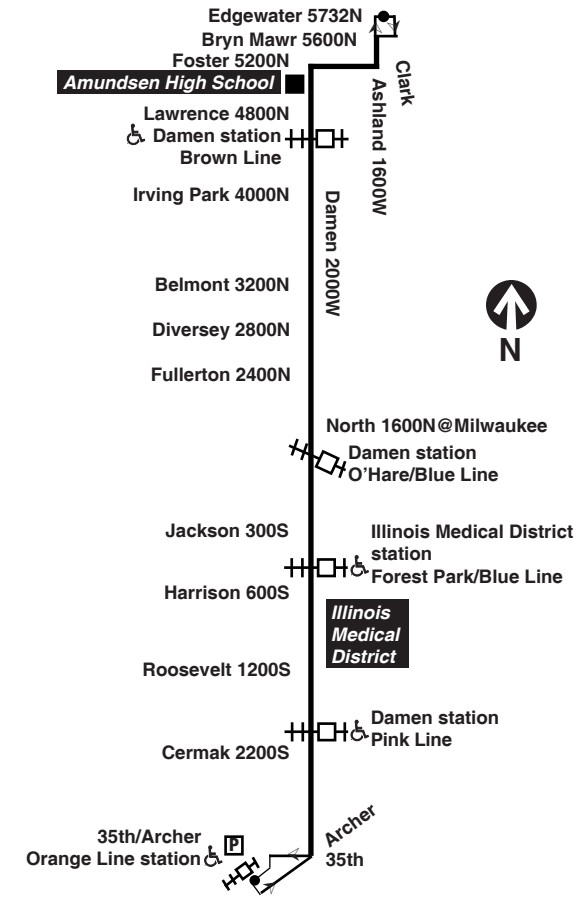 Edgewater 5732N
Bryn Mawr 5600N
Foster 5200N
Amundsen High School
Clark
Ashland 1600W
Lawrence 4800N
Damen station
Brown Line
Irving Park 4000N
Damen 2000W
Belmont 3200N
Diversey 2800N
N
Fullerton 2400N
North 1600N@Milwaukee
Damen station
O'Hare/Blue Line
Jackson 300S
Illinois Medical District
station
Forest Park/Blue Line
Harrison 600S
Illinois
Medical
District
Roosevelt 1200S
Damen station
Pink Line
Cermak 2200S
Archer
35th
35th/Archer
Orange Line station
P